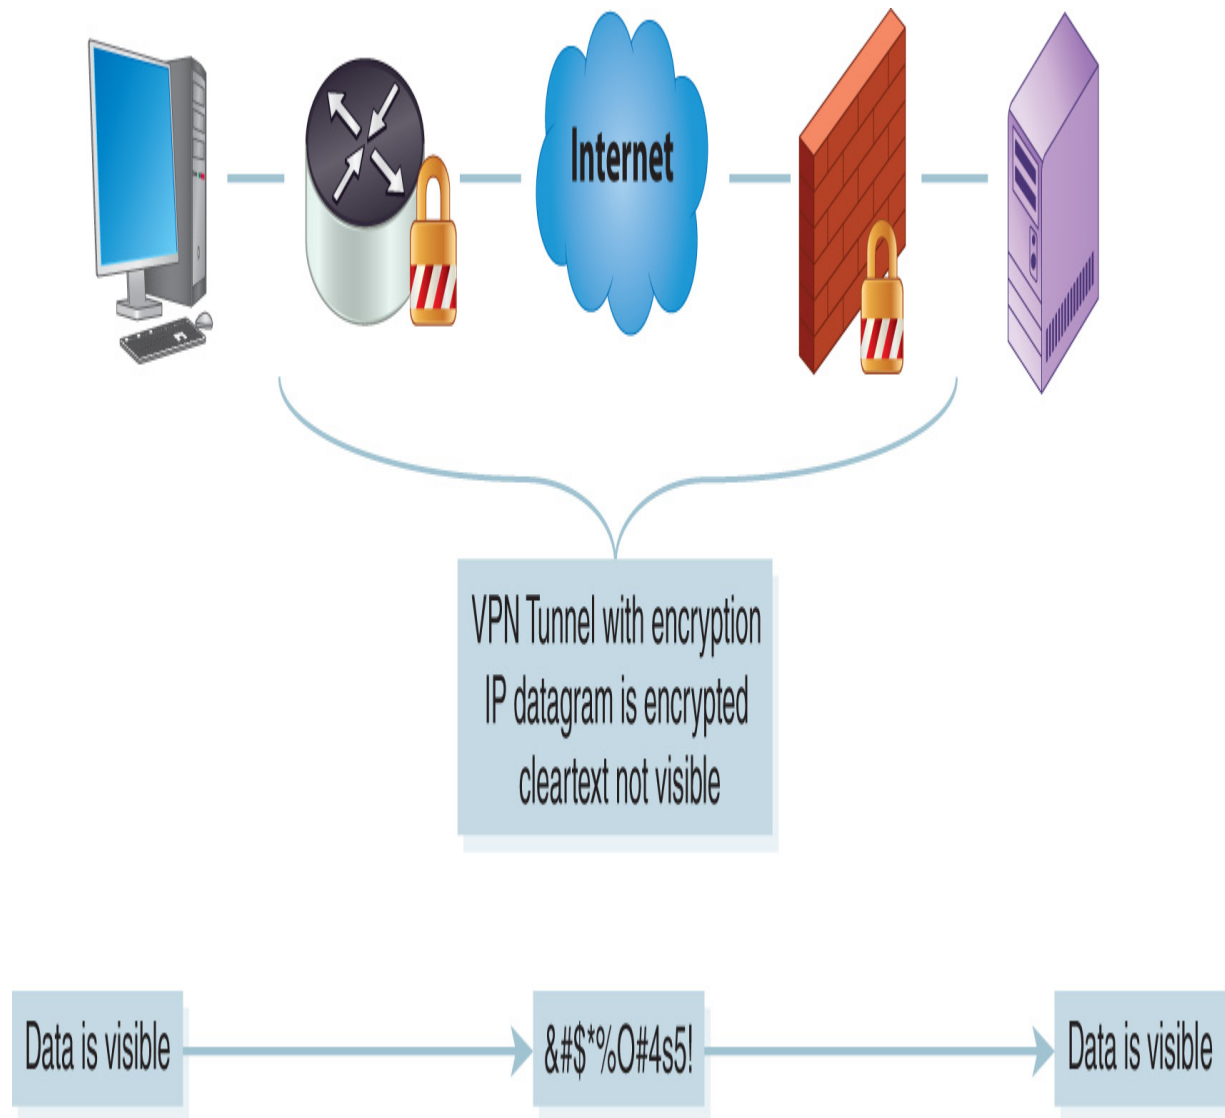 Internet
VPN Tunnel with encryption
IP datagram is encrypted
cleartext not visible
Data is visible
&#$*%O#4s5!
Data is visible